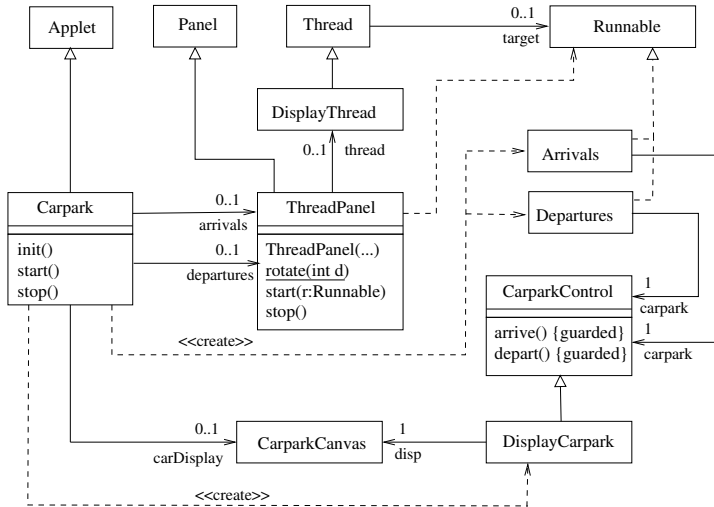 Applet
Panel
Thread
0..1
target
Runnable
DisplayThread
0..1
thread
Arrivals
Carpark
0..1
arrivals
ThreadPanel
Departures
init()
start()
stop()
0..1
departures
ThreadPanel(...)
rotate(int d)
start(r:Runnable)
stop()
CarparkControl
1
carpark
arrive() {guarded}
depart() {guarded}
1
carpark
<<create>>
0..1
carDisplay
CarparkCanvas
1
disp
DisplayCarpark
<<create>>